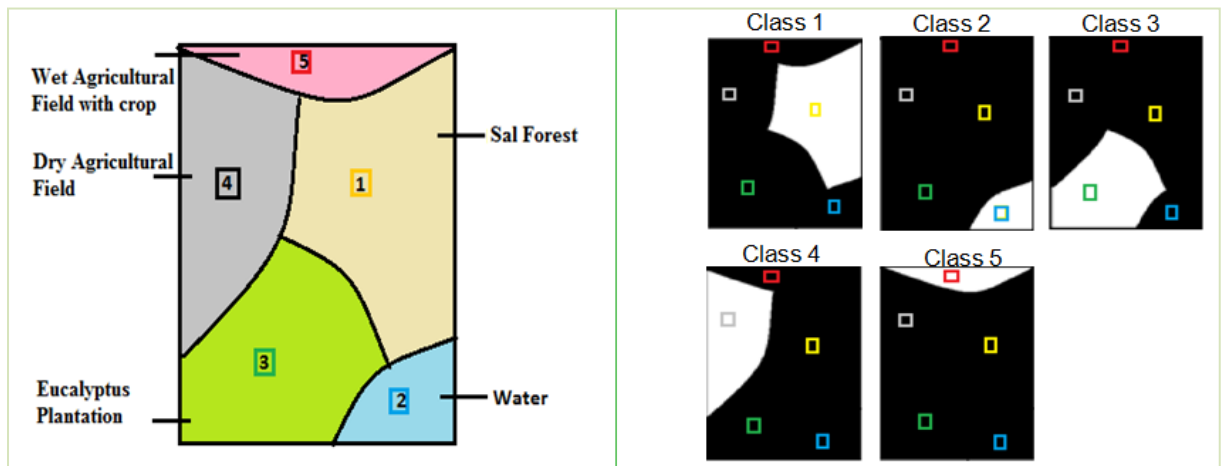 5
Wet Agricultural
Field with crop
Sal Forest
Dry Agricultural
Field
4
1
3
Eucalyptus
Plantation
2
Water
Class 1
Class 2
Class 3
Class 4
Class 5